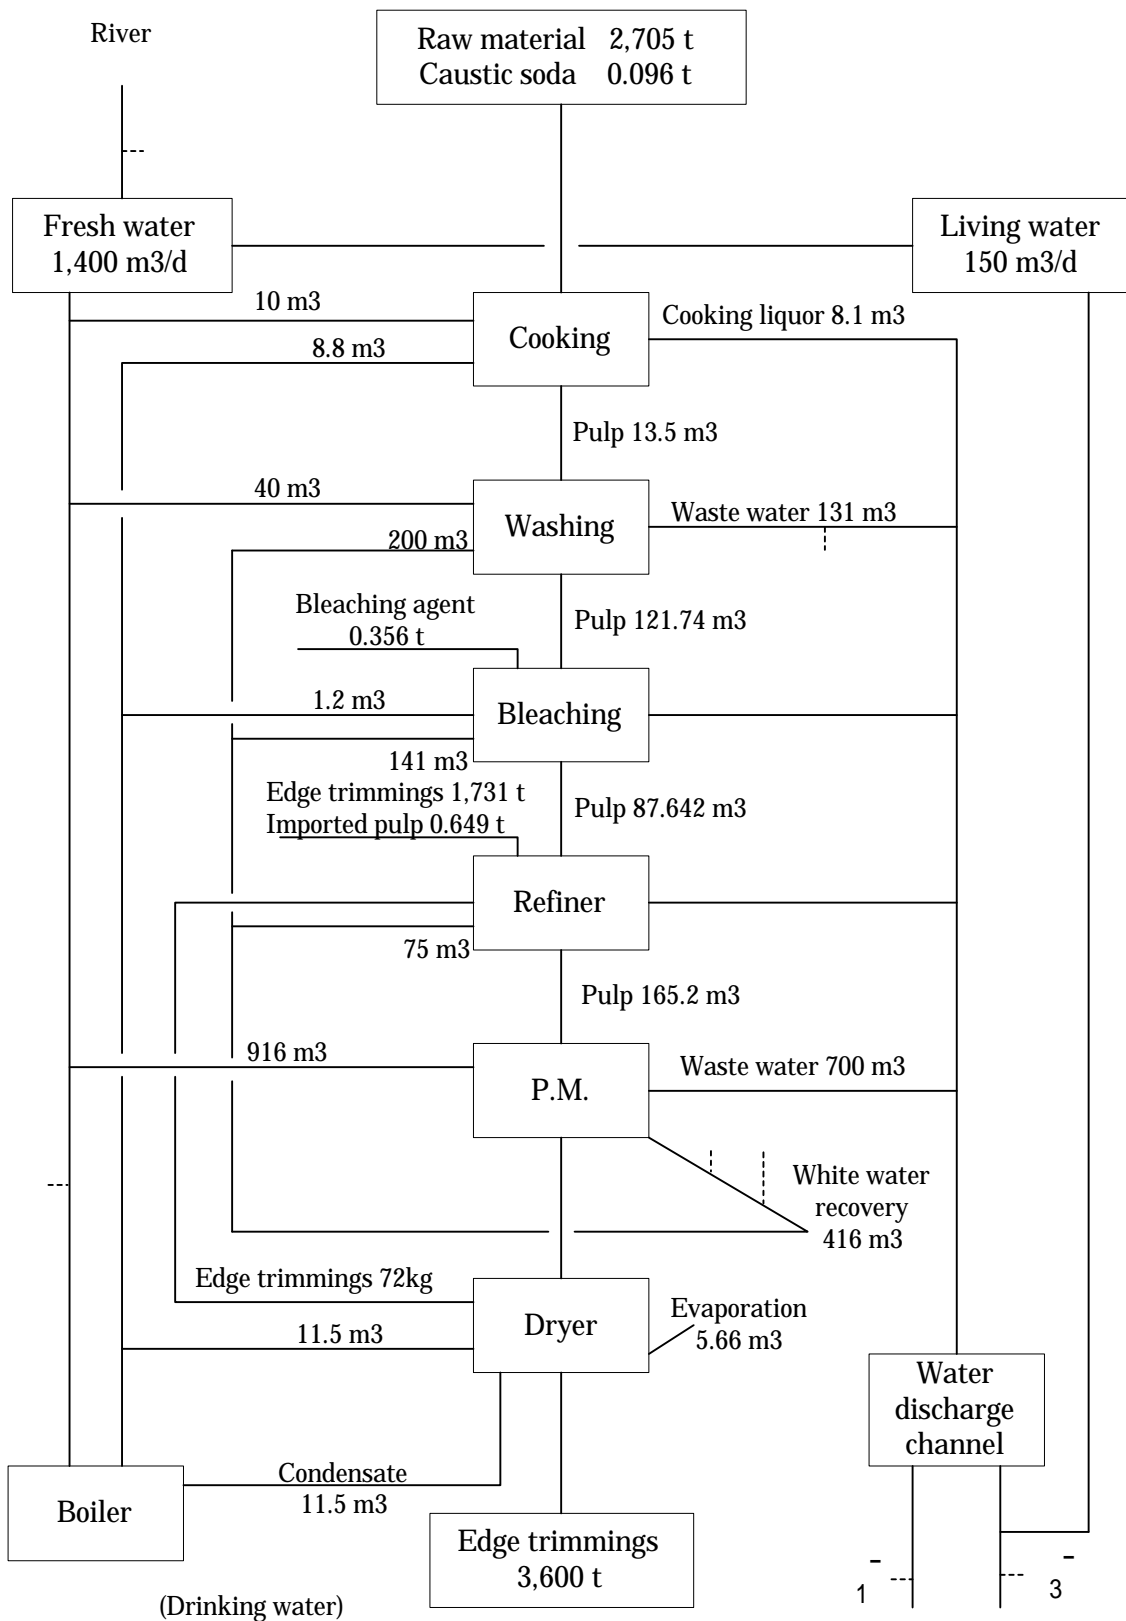 River
Raw material 2,705 t
Caustic soda 0.096 t
Fresh water
1,400 m3/d
Living water
150 m3/d
10 m3
Cooking liquor 8.1 m3
Cooking
8.8 m3
Pulp 13.5 m3
40 m3
Washing
Waste water 131 m3
200 m3
Bleaching agent
0.356 t
Pulp 121.74 m3
1.2 m3
Bleaching
141 m3
Edge trimmings 1,731 t
Imported pulp 0.649 t
Pulp 87.642 m3
Refiner
75 m3
Pulp 165.2 m3
916 m3
P.M.
Waste water 700 m3
White water
recovery
416 m3
Edge trimmings 72kg
Dryer
Evaporation
5.66 m3
11.5 m3
Water
discharge
channel
Condensate
11.5 m3
Boiler
Edge trimmings
3,600 t
1
3
(Drinking water)